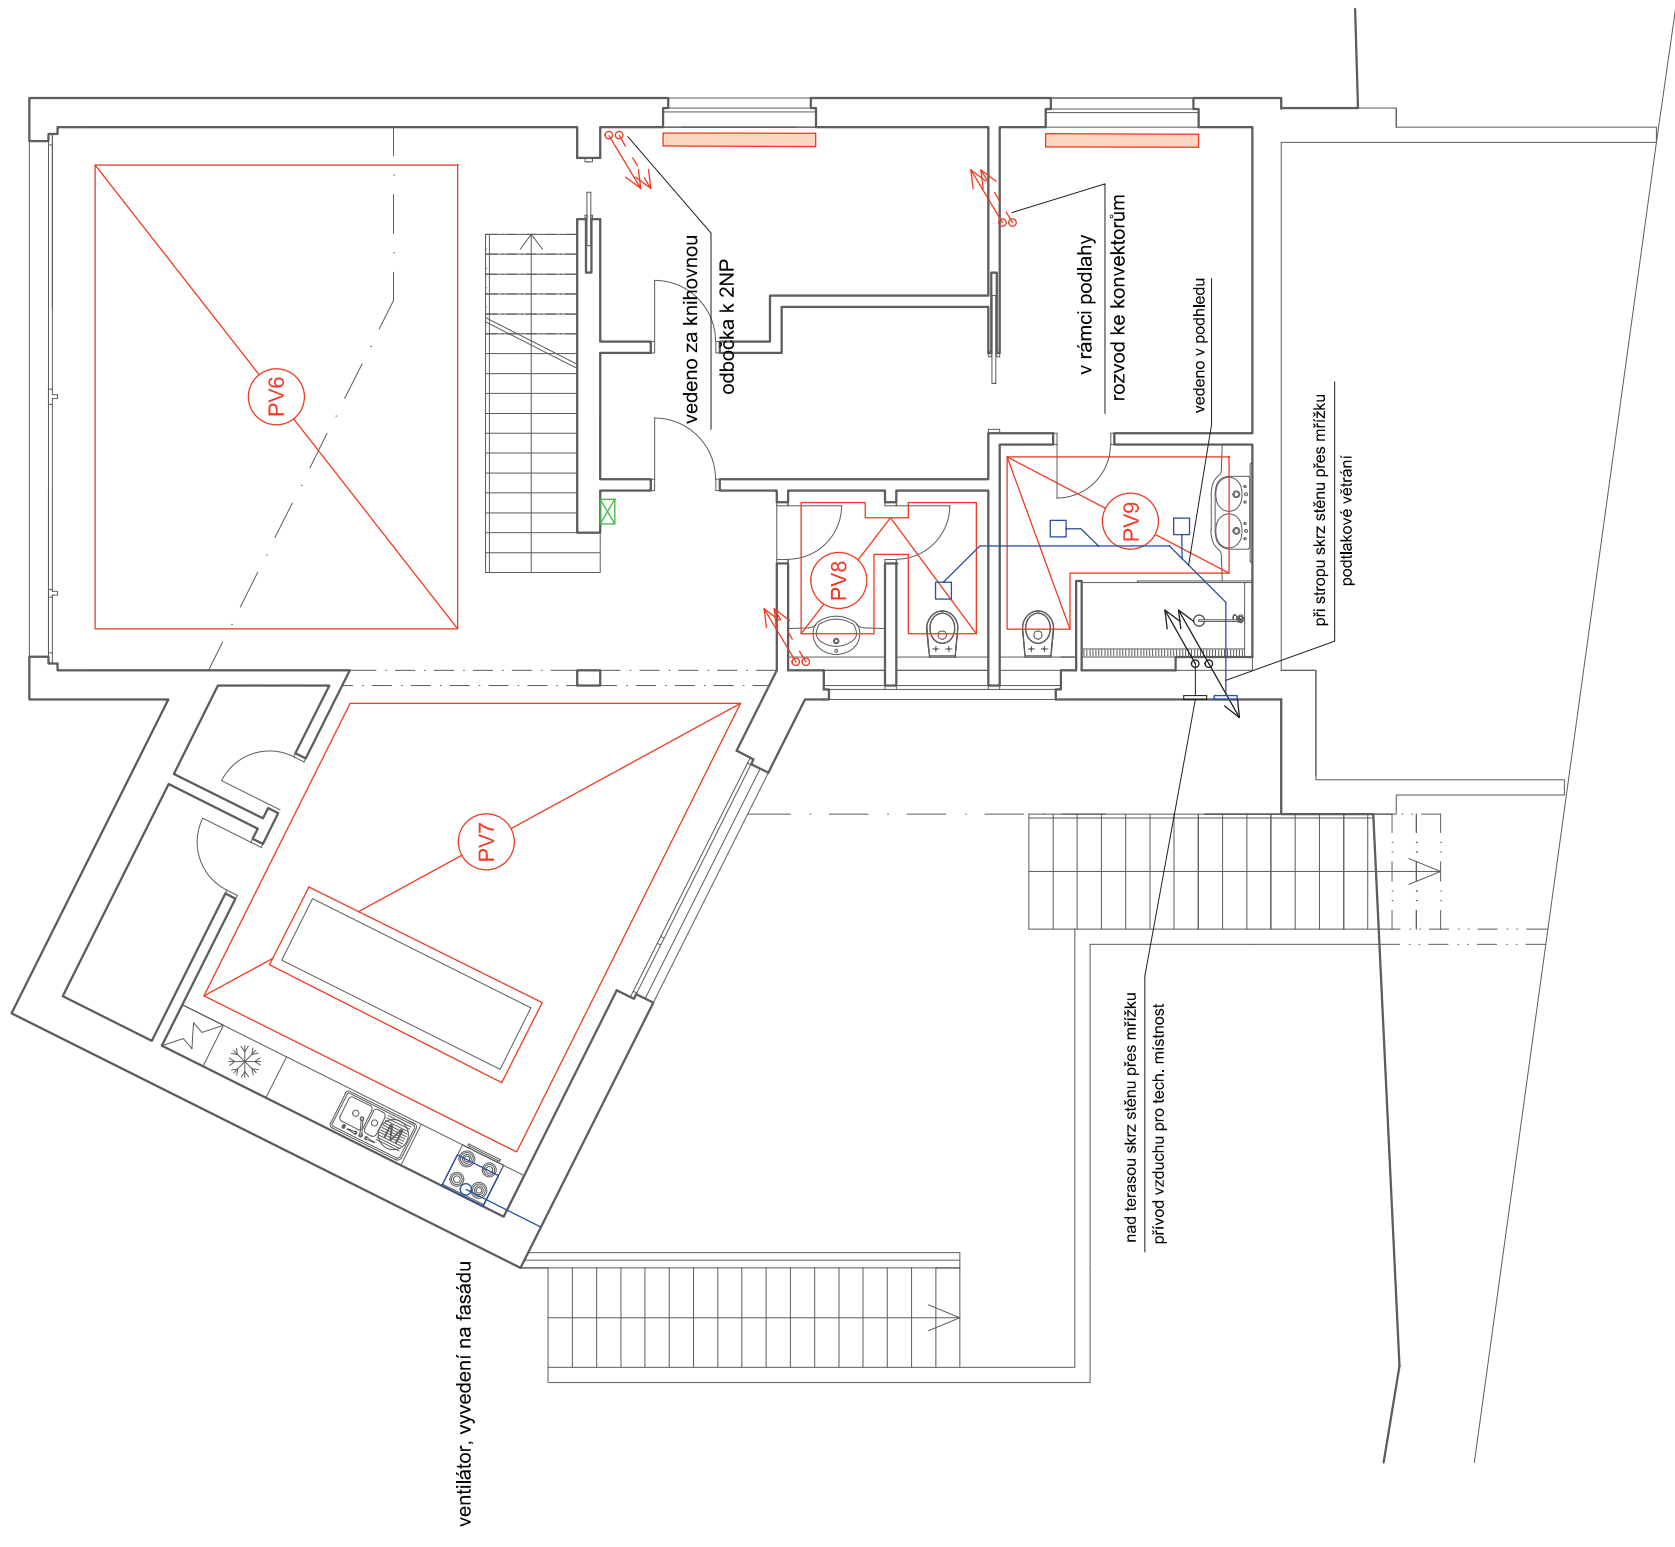 PV6
vedeno za knihovnou
odbočka k 2NP
v rámci podlahy
rozvod ke konvektorům
vedeno v podhledu
při stropu skrz stěnu přes mřížku
podtlakové větrání
PV9
PV8
PV7
M
nad terasou skrz stěnu přes mřížku
přívod vzduchu pro tech. místnost
ventilátor, vyvedení na fasádu